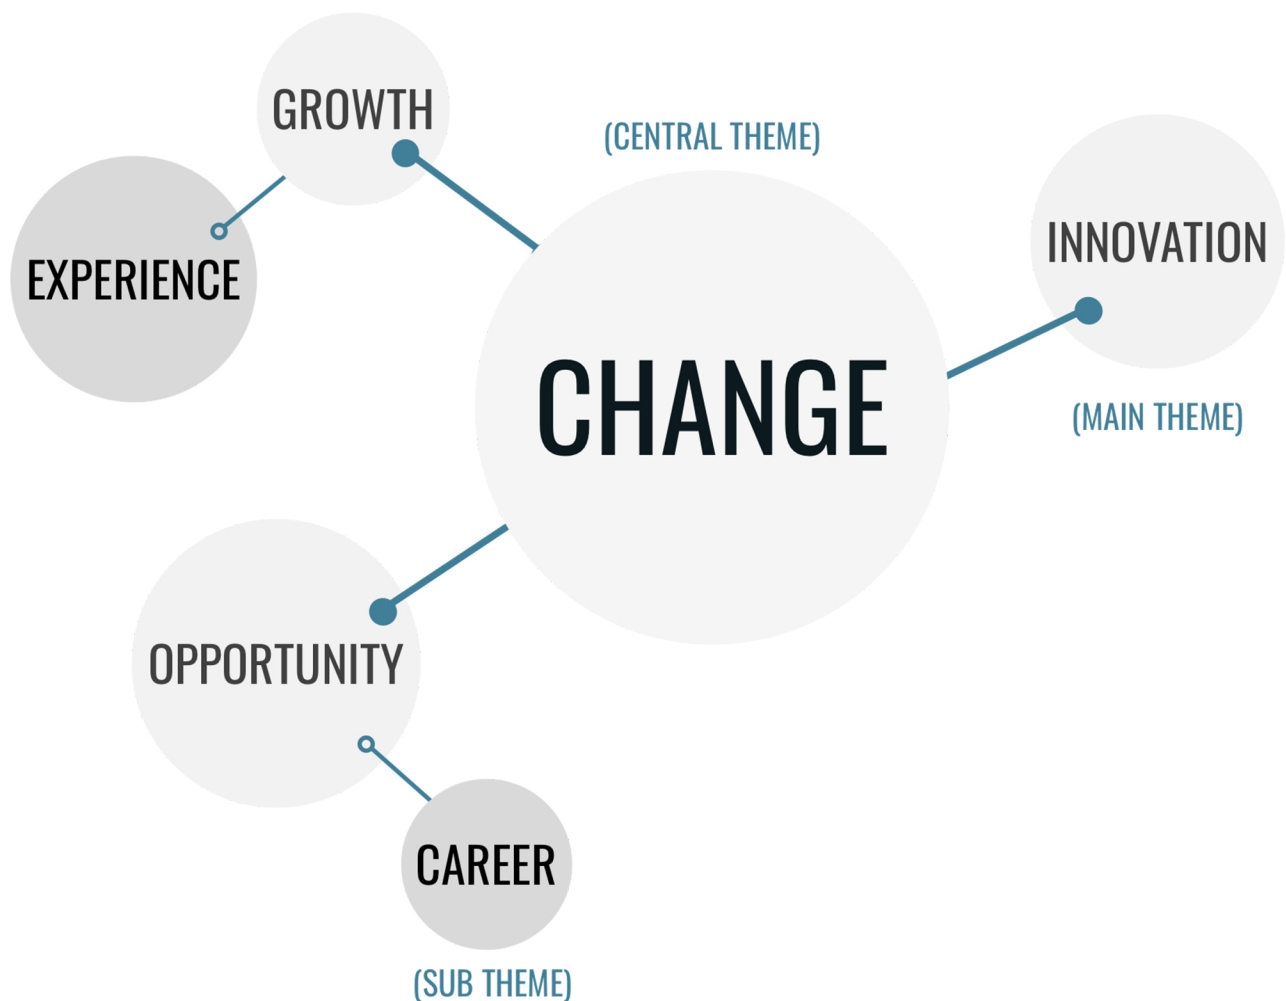 GROWTH
(CENTRAL THEME)
INNOVATION
EXPERIENCE
CHANGE
(MAIN THEME)
OPPORTUNITY
CAREER
(SUB THEME)